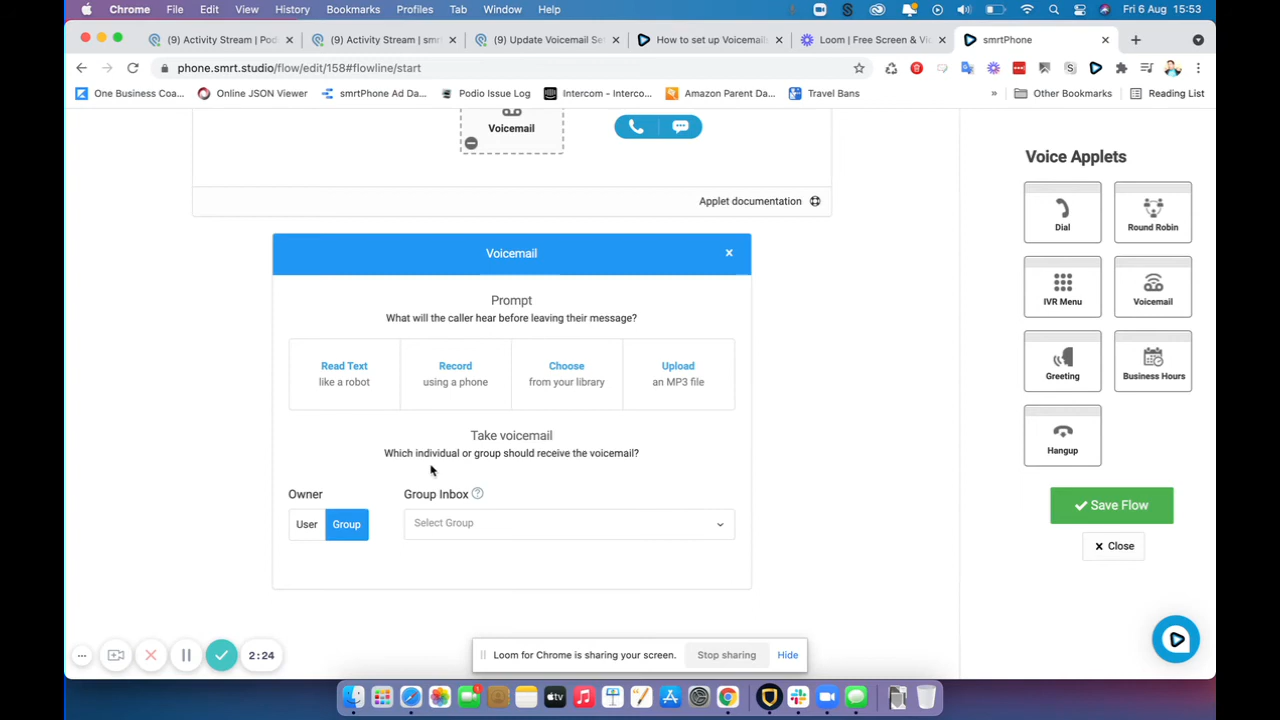 Chrome File Edit View History Bookmarks Profiles Tab Window Help Fri 6 Aug 15:53
(9) Activity Stream | Pod
(9) Activity Stream | smr
(9) Update Voicemail Se
How to set up Voicemail
Loom | Free Screen & Vi
smrtPhone
phone.smrt.studio/flow/edit/158#flowline/start
One Business Coa... Online JSON Viewer smrtPhone Ad Da... Podio Issue Log Intercom - Interco... Amazon Parent Da... Travel Bans » Other Bookmarks Reading List
Voicemail
Applet documentation
Voicemail
Prompt
What will the caller hear before leaving their message?
Read Text
like a robot
Record
using a phone
Choose
from your library
Upload
an MP3 file
Take voicemail
Which individual or group should receive the voicemail?
Owner
User Group
Group Inbox ?
Select Group
Voice Applets
Dial
Round Robin
IVR Menu
Voicemail
Greeting
Business Hours
Hangup
Save Flow
Close
2:24
Loom for Chrome is sharing your screen. Stop sharing Hide